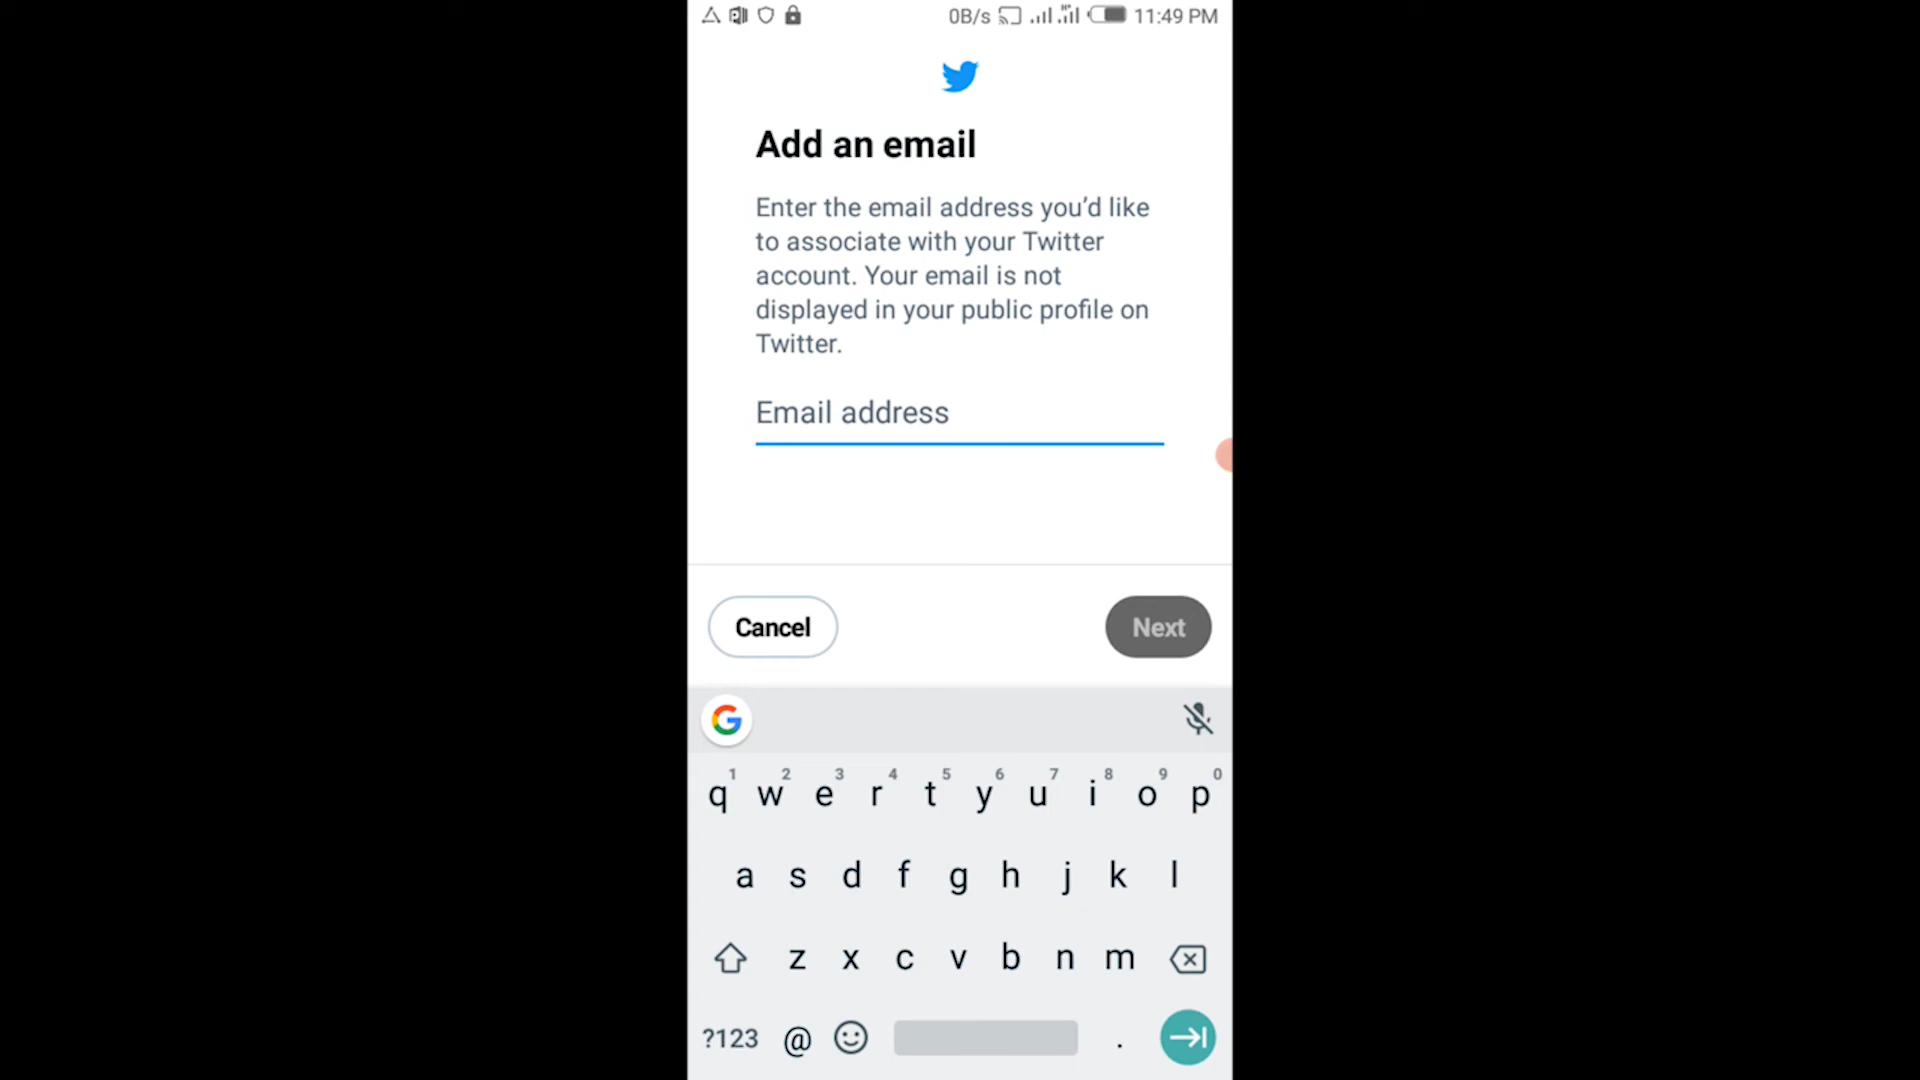 0B/s 11:49 PM
Add an email
Enter the email address you’d like
to associate with your Twitter
account. Your email is not
displayed in your public profile on
Twitter.
Email address
Cancel Next
G
1 2 3 4 5 6 7 8 9 0
q w e r t y u i o p
a s d f g h j k l
z x c v b n m
?123 @ .